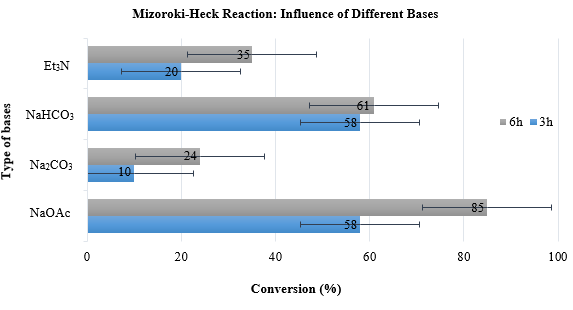 Mizoroki-Heck Reaction: Influence of Different Bases
Type of bases
Et₃N
35
20
NaHCO₃
61
58
Na₂CO₃
24
10
NaOAc
85
58
6h 3h
0 20 40 60 80 100
Conversion (%)